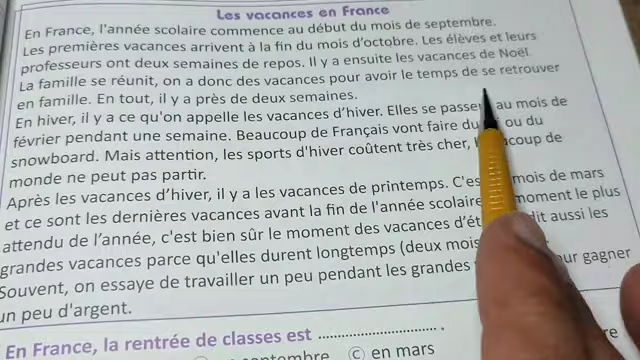 Les vacances en France
En France, l'année scolaire commence au début du mois de septembre.
Les premières vacances arrivent à la fin du mois d'octobre. Les élèves et leurs
professeurs ont deux semaines de repos. Il y a ensuite les vacances de Noël.
La famille se réunit, on a donc des vacances pour avoir le temps de se retrouver
en famille. En tout, il y a près de deux semaines.
En hiver, il y a ce qu'on appelle les vacances d'hiver. Elles se passe au mois de
février pendant une semaine. Beaucoup de Français vont faire du ou du
snowboard. Mais attention, les sports d'hiver coûtent très cher, coup de
monde ne peut pas partir.
Après les vacances d'hiver, il y a les vacances de printemps. C'es mois de mars
et ce sont les dernières vacances avant la fin de l'année scolaire moment le plus
attendu de l'année, c'est bien sûr le moment des vacances d'ét dit aussi les
grandes vacances parce qu'elles durent longtemps (deux mois
Souvent, on essaye de travailler un peu pendant les grandes our gagner
un peu d'argent.
En France, la rentrée de classes est ..............................
septembre C en mars